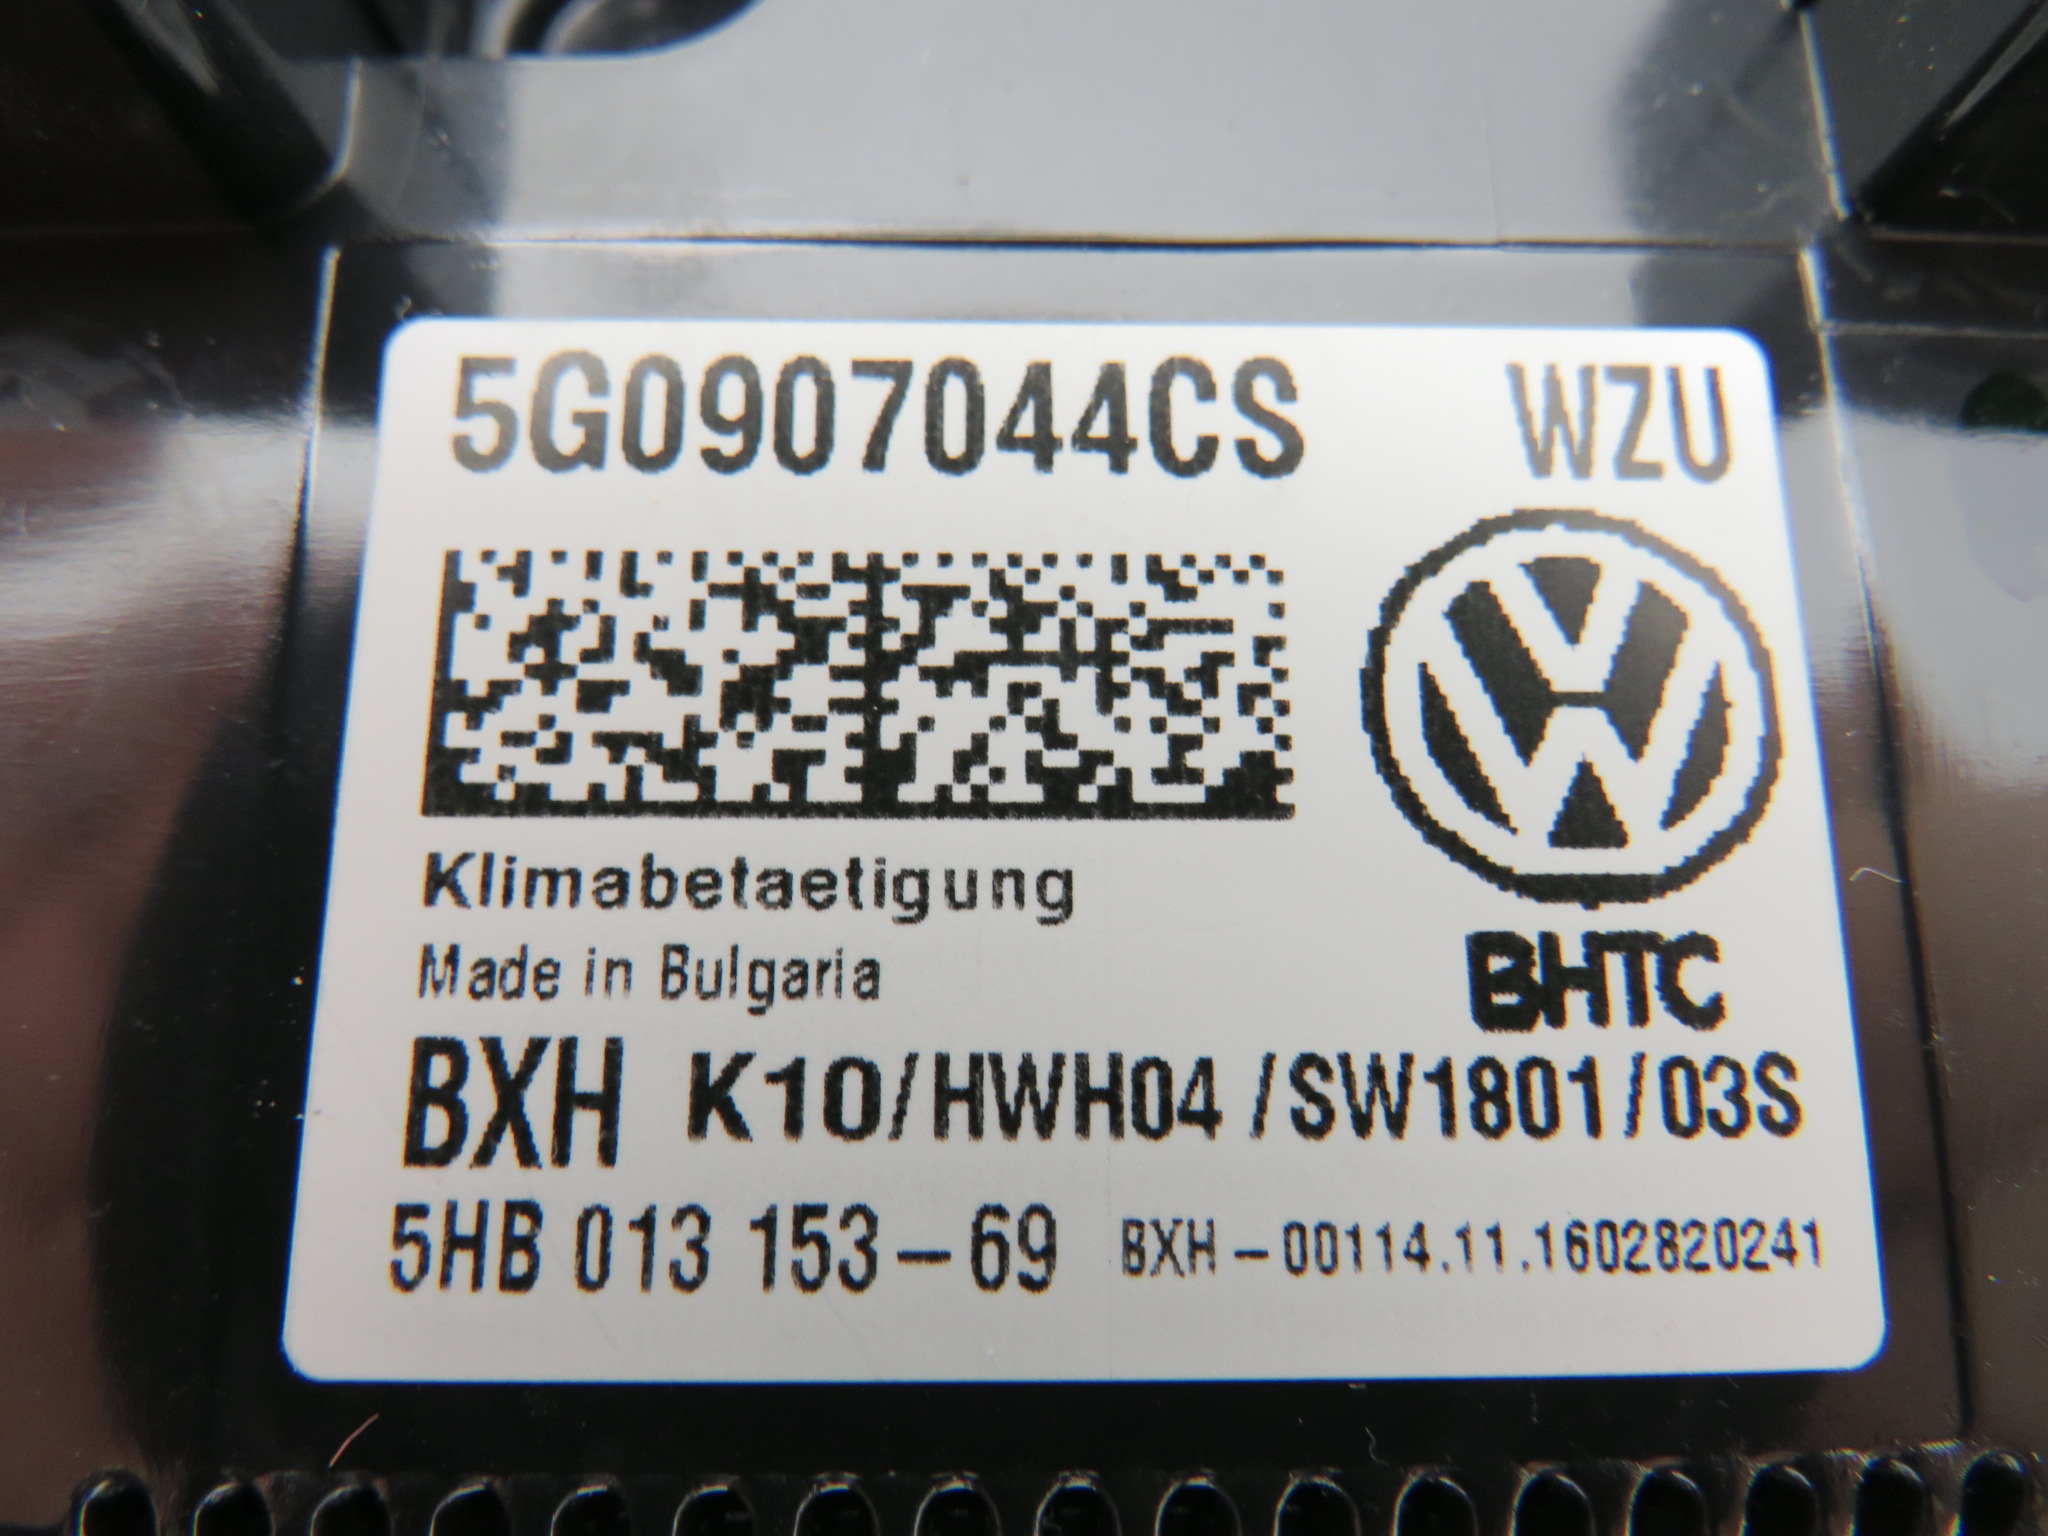 5G0907044CS WZU
Klimabetaetigung
Made in Bulgaria
BHTC
BXH K10/HWH04 /SW1801/03S
5HB 013 153-69 BXH-00114.11.1602820241